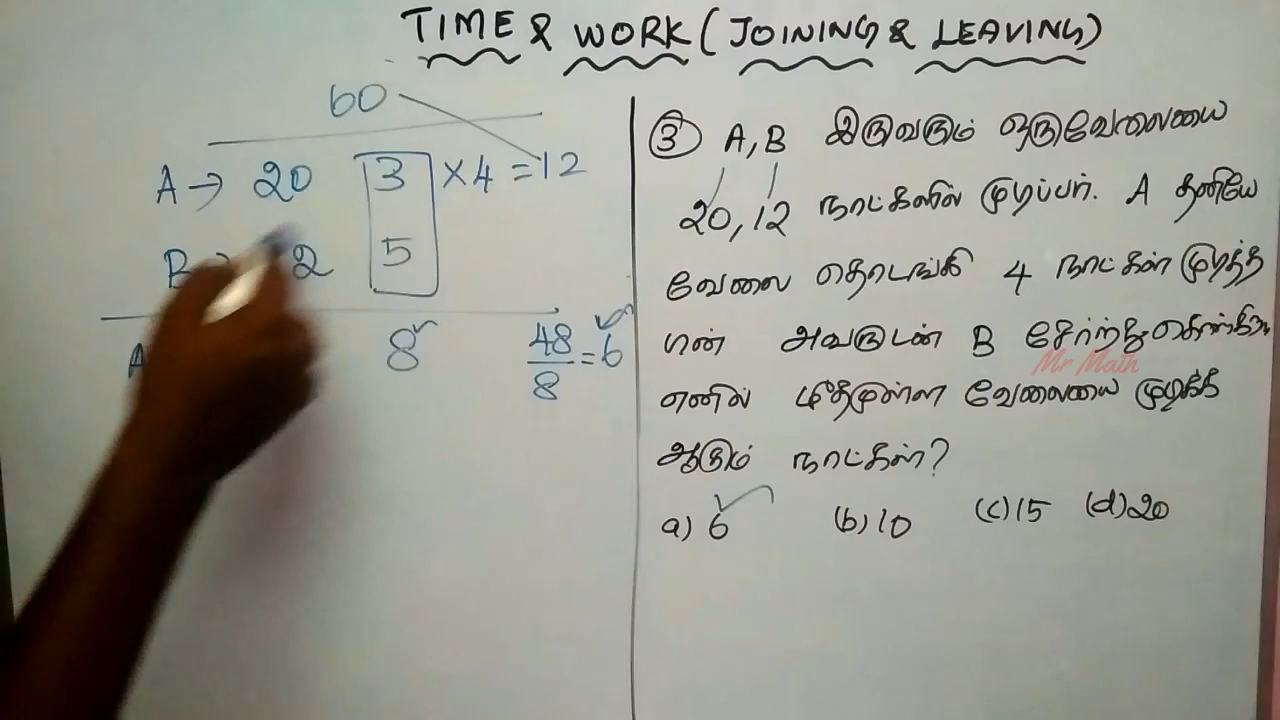 TIME & WORK (JOINING & LEAVING)
60
A → 20 3 × 4 = 12
B → 2 5
A
8
48/8 = 6
③ A, B இருவரும் ஒருவேலையை
20, 12 நாட்களில் முடிப்பர். A தனியே
வேலை தொடங்கி 4 நாட்கள் முடிந்த
பின் அவருடன் B சேர்ந்து
Mr Math
எனில் மீதமுள்ள வேலையை முடிக்க
ஆகும் நாட்கள்?
a) 6 (b) 10 (c) 15 (d) 20